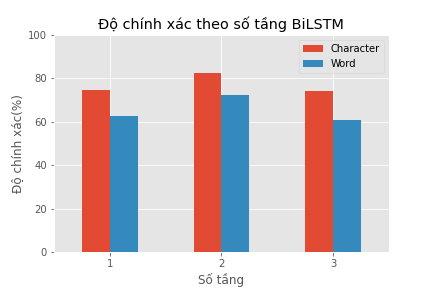 Độ chính xác theo số tầng BiLSTM
Character
Word
Độ chính xác(%)
100
80
60
40
20
0
1
2
3
Số tầng